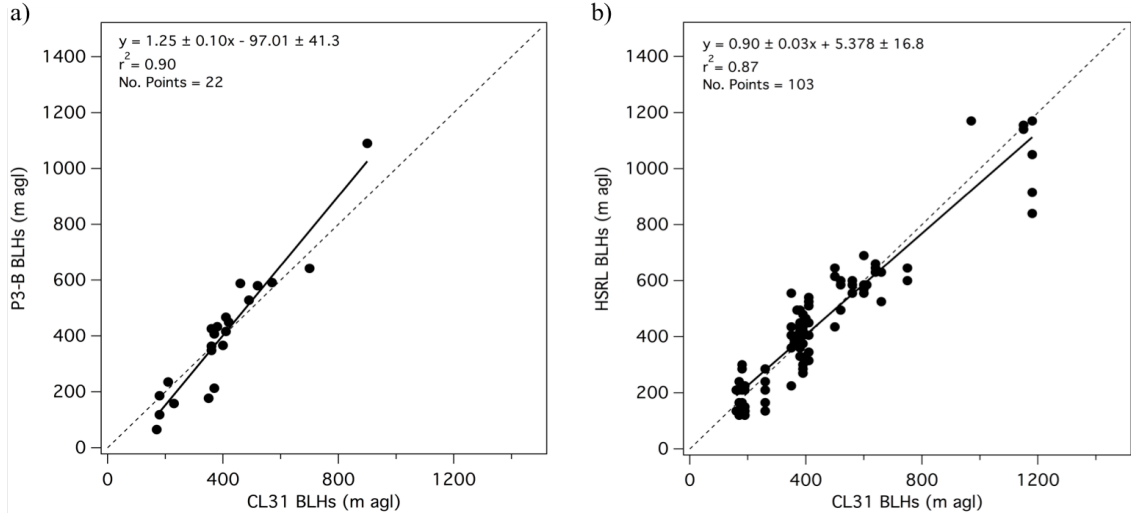 a)
y = 1.25 ± 0.10x - 97.01 ± 41.3
r² = 0.90
No. Points = 22
P3-B BLHs (m agl)
1400
1200
1000
800
600
400
200
0
0 400 800 1200
CL31 BLHs (m agl)
b)
y = 0.90 ± 0.03x + 5.378 ± 16.8
r² = 0.87
No. Points = 103
HSRL BLHs (m agl)
1400
1200
1000
800
600
400
200
0
0 400 800 1200
CL31 BLHs (m agl)